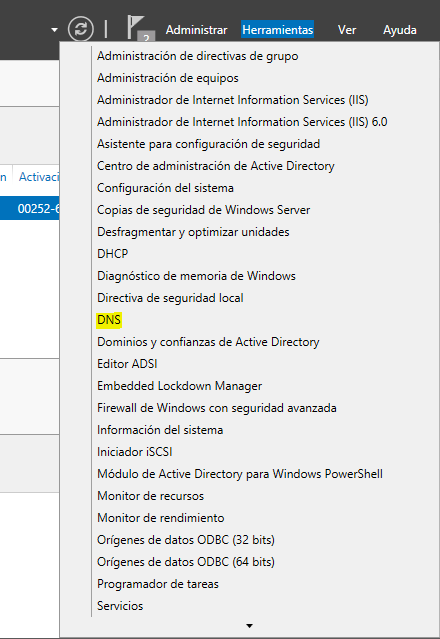 2
Administrar
Herramientas
Ver
Ayuda
n
Activaci
00252-6
Administración de directivas de grupo
Administración de equipos
Administrador de Internet Information Services (IIS)
Administrador de Internet Information Services (IIS) 6.0
Asistente para configuración de seguridad
Centro de administración de Active Directory
Configuración del sistema
Copias de seguridad de Windows Server
Desfragmentar y optimizar unidades
DHCP
Diagnóstico de memoria de Windows
Directiva de seguridad local
DNS
Dominios y confianzas de Active Directory
Editor ADSI
Embedded Lockdown Manager
Firewall de Windows con seguridad avanzada
Información del sistema
Iniciador iSCSI
Módulo de Active Directory para Windows PowerShell
Monitor de recursos
Monitor de rendimiento
Orígenes de datos ODBC (32 bits)
Orígenes de datos ODBC (64 bits)
Programador de tareas
Servicios